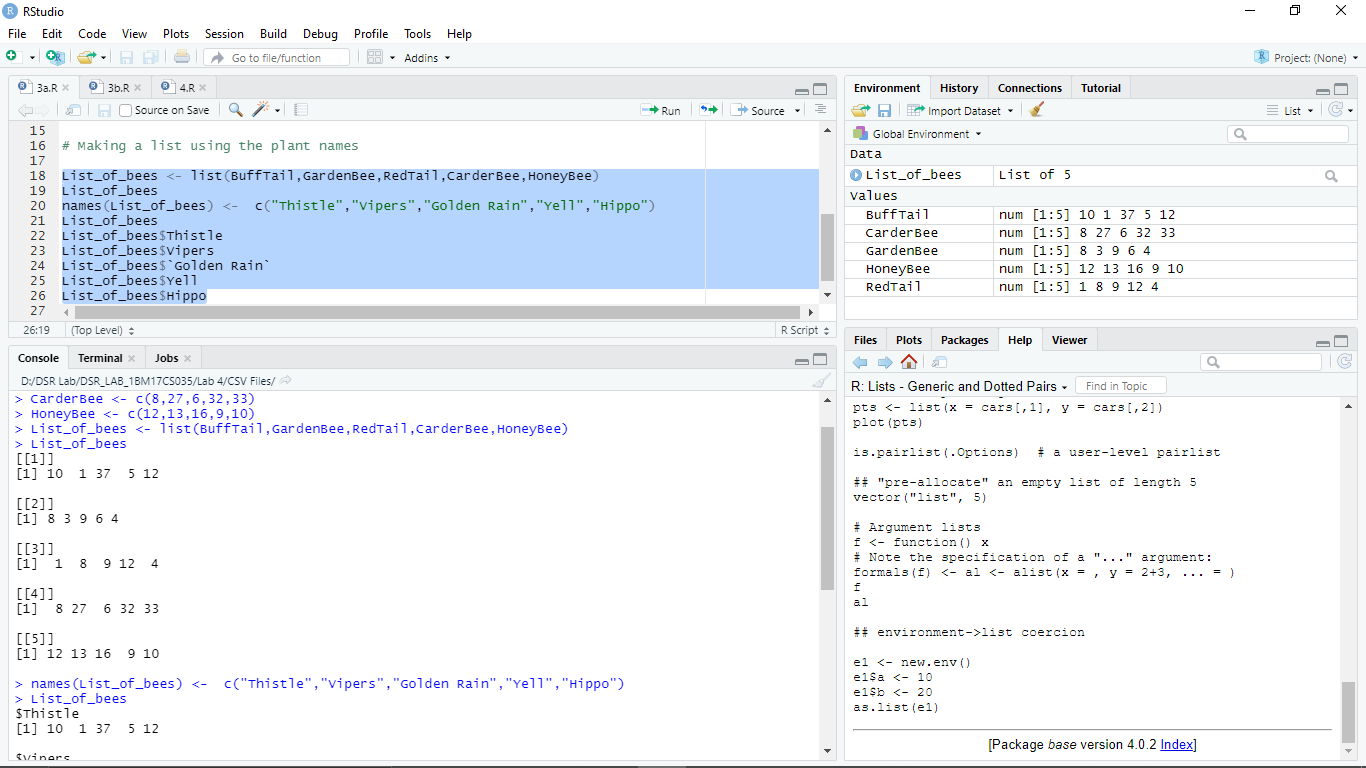 RStudio
File Edit Code View Plots Session Build Debug Profile Tools Help
Go to file/function Addins Project: (None)
3a.R 3b.R 4.R
Source on Save Run Source
15
16 # Making a list using the plant names
17
18 List_of_bees <- list(BuffTail,GardenBee,RedTail,CarderBee,HoneyBee)
19 List_of_bees
20 names(List_of_bees) <-  c("Thistle","Vipers","Golden Rain","Yell","Hippo")
21 List_of_bees
22 List_of_bees$Thistle
23 List_of_bees$Vipers
24 List_of_bees$`Golden Rain`
25 List_of_bees$Yell
26 List_of_bees$Hippo
27
26:19 (Top Level) R Script
Console Terminal Jobs
D:/DSR Lab/DSR_LAB_1BM17CS035/Lab 4/CSV Files/
> CarderBee <- c(8,27,6,32,33)
> HoneyBee <- c(12,13,16,9,10)
> List_of_bees <- list(BuffTail,GardenBee,RedTail,CarderBee,HoneyBee)
> List_of_bees
[[1]]
[1] 10  1 37  5 12
[[2]]
[1] 8 3 9 6 4
[[3]]
[1]  1  8  9 12  4
[[4]]
[1]  8 27  6 32 33
[[5]]
[1] 12 13 16  9 10
> names(List_of_bees) <-  c("Thistle","Vipers","Golden Rain","Yell","Hippo")
> List_of_bees
$Thistle
[1] 10  1 37  5 12
$Vipers
Environment History Connections Tutorial
Import Dataset List
Global Environment
Data
List_of_bees List of 5
Values
BuffTail num [1:5] 10 1 37 5 12
CarderBee num [1:5] 8 27 6 32 33
GardenBee num [1:5] 8 3 9 6 4
HoneyBee num [1:5] 12 13 16 9 10
RedTail num [1:5] 1 8 9 12 4
Files Plots Packages Help Viewer
R: Lists - Generic and Dotted Pairs Find in Topic
pts <- list(x = cars[,1], y = cars[,2])
plot(pts)
is.pairlist(.Options)  # a user-level pairlist
## "pre-allocate" an empty list of length 5
vector("list", 5)
# Argument lists
f <- function() x
# Note the specification of a "..." argument:
formals(f) <- al <- alist(x = , y = 2+3, ... = )
f
al
## environment->list coercion
e1 <- new.env()
e1$a <- 10
e1$b <- 20
as.list(e1)
[Package base version 4.0.2 Index]